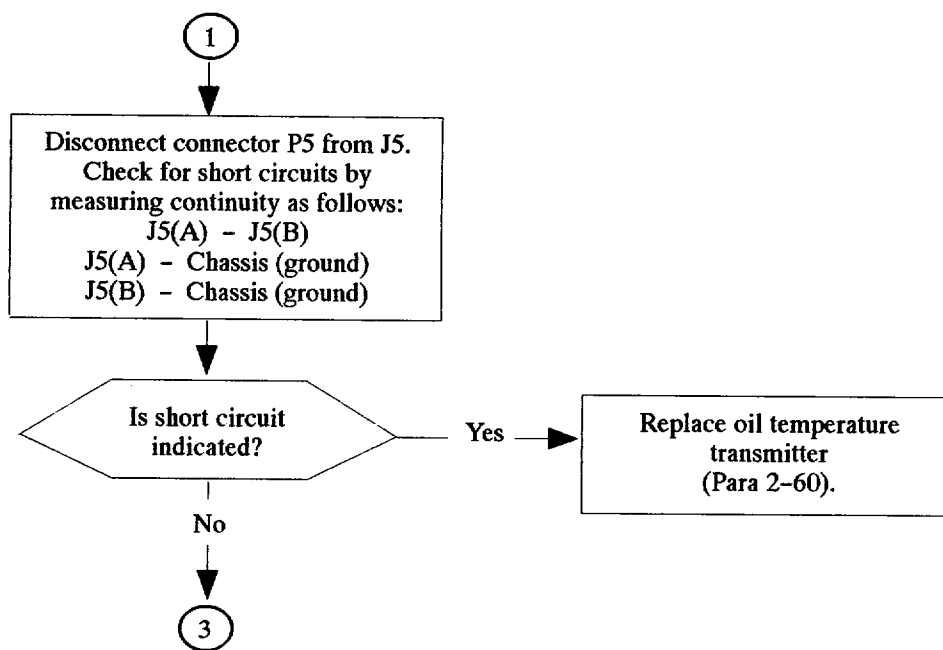 1
Disconnect connector P5 from J5.
Check for short circuits by
measuring continuity as follows:
J5(A) – J5(B)
J5(A) – Chassis (ground)
J5(B) – Chassis (ground)
Is short circuit
indicated?
Yes
Replace oil temperature
transmitter
(Para 2–60).
No
3